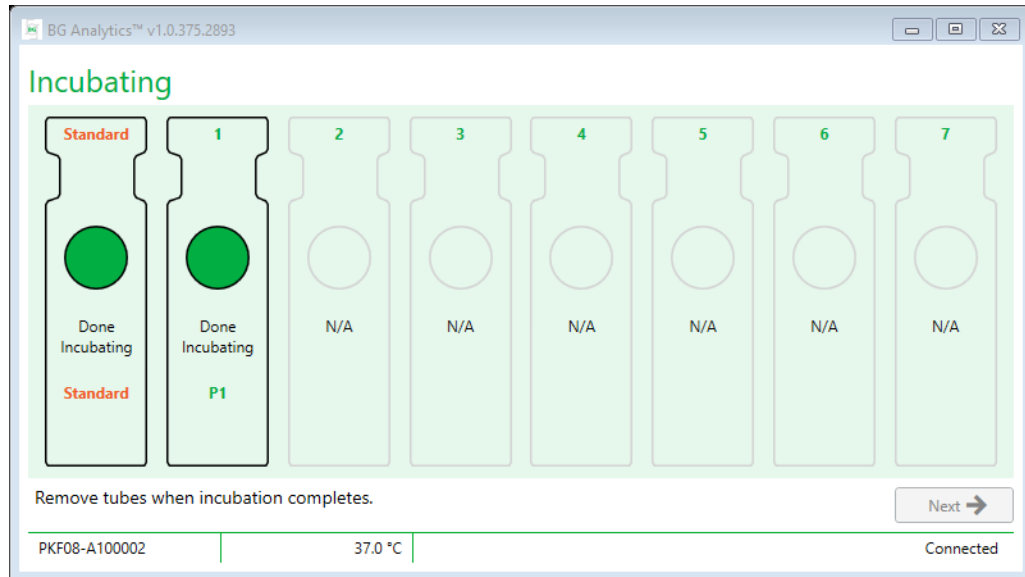 BG Analytics™ v1.0.375.2893
Incubating
Standard 1 2 3 4 5 6 7
Done Done N/A N/A N/A N/A N/A N/A
Incubating Incubating
Standard P1
Remove tubes when incubation completes.
Next
PKF08-A100002 37.0 °C Connected